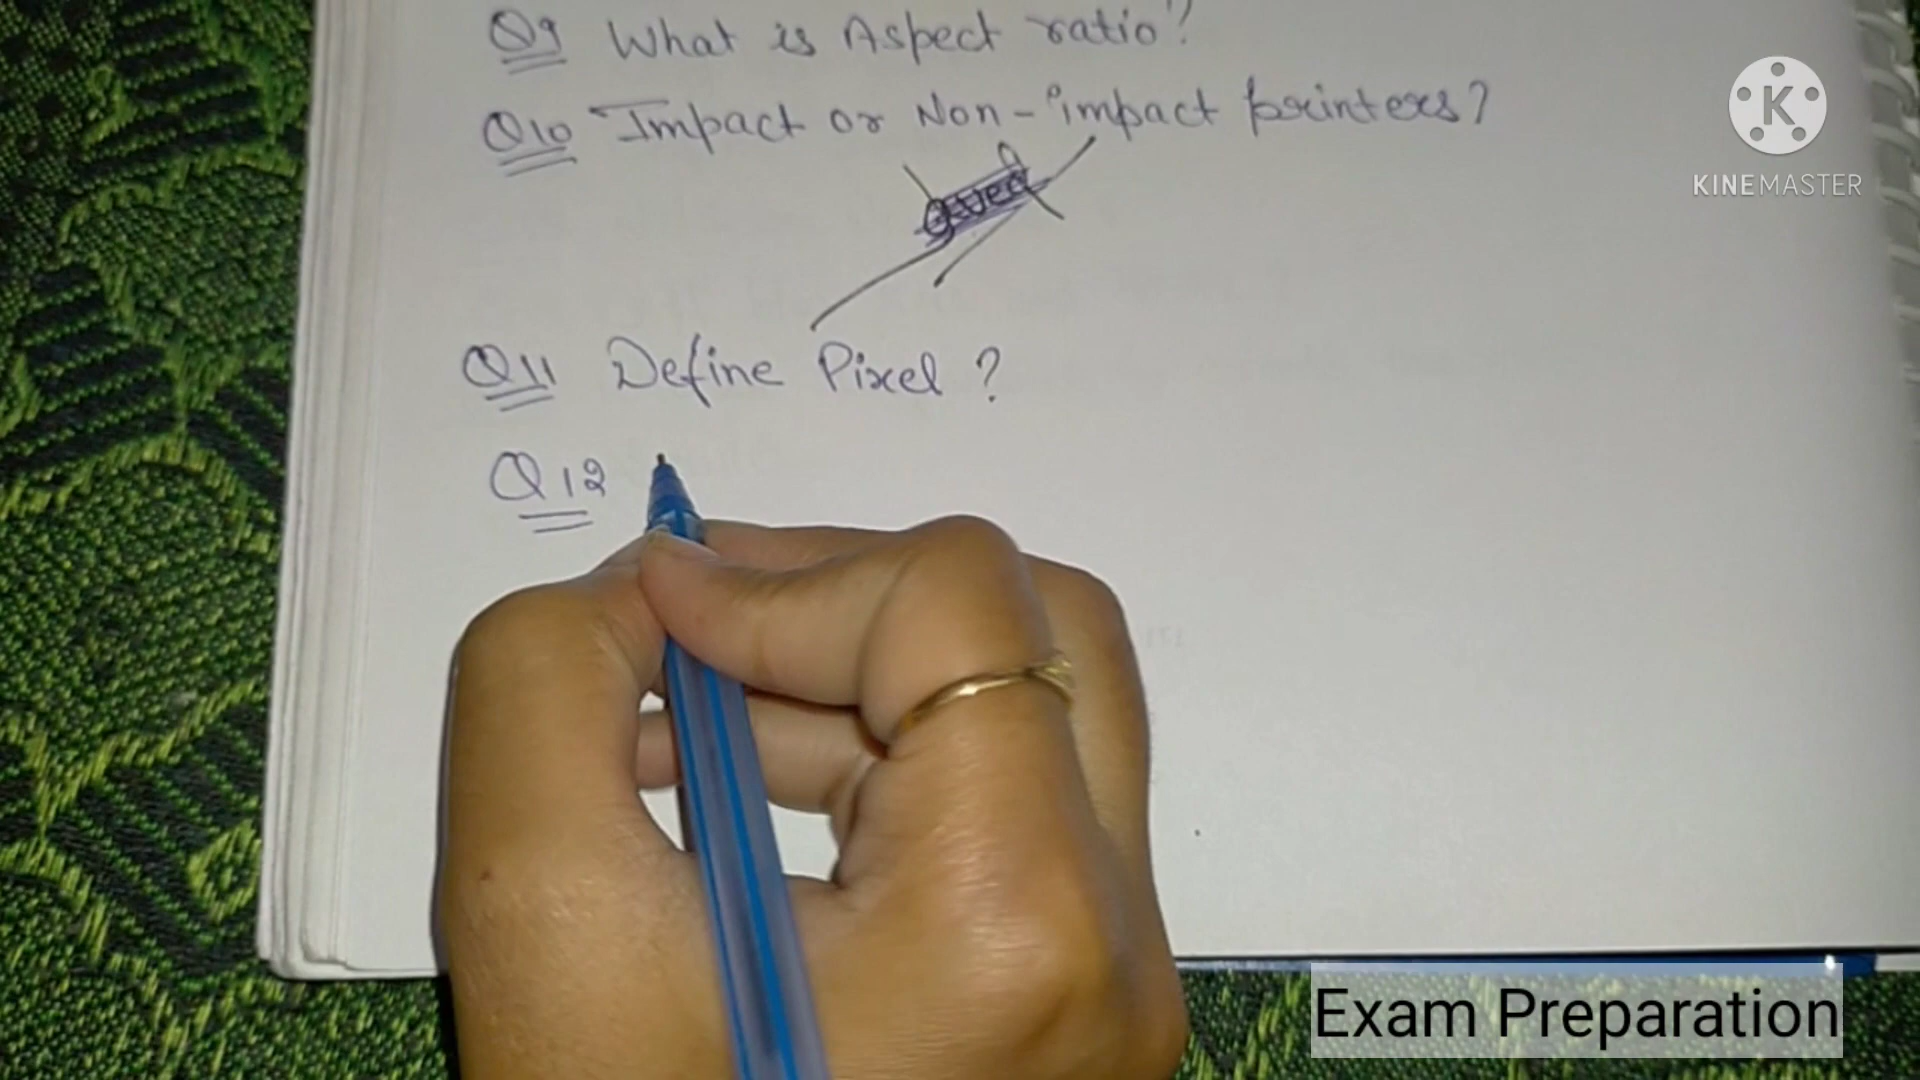 Q9 What is Aspect ratio?
Q10 Impact or Non-impact printers?
Q11 Define Pixel ?
Q12
KINEMASTER
Exam Preparation